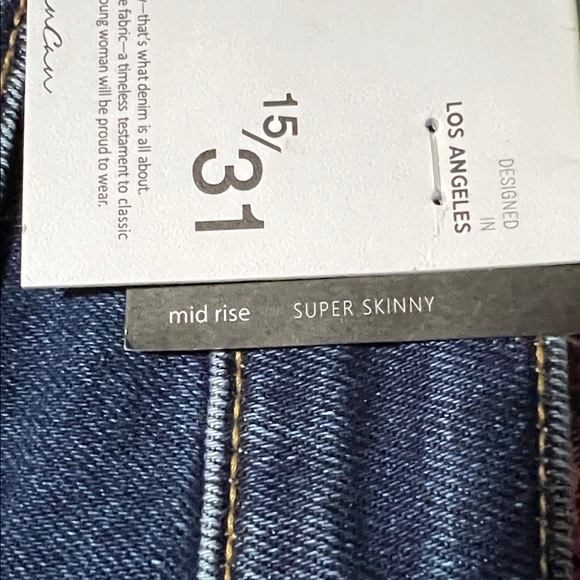 DESIGNED
IN
LOS ANGELES
15/31
that's what denim is all about.
fabric—a timeless testament to classic
woman will be proud to wear.
mid rise SUPER SKINNY